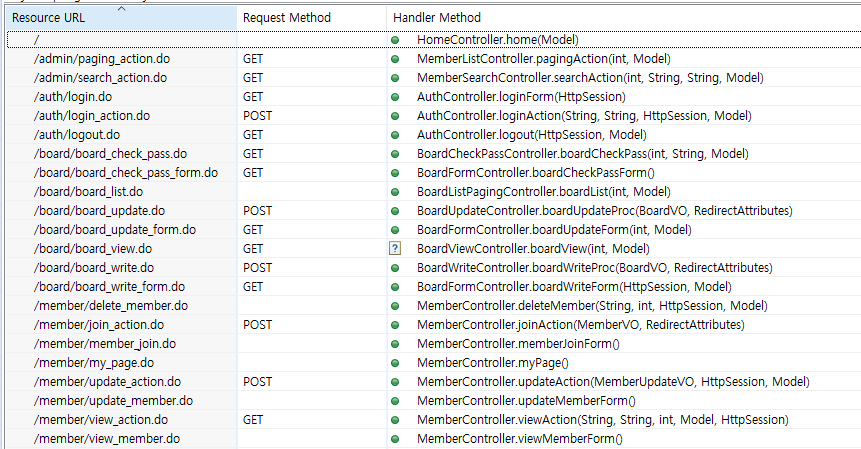 Resource URL Request Method Handler Method
/ HomeController.home(Model)
/admin/paging_action.do GET MemberListController.pagingAction(int, Model)
/admin/search_action.do GET MemberSearchController.searchAction(int, String, String, Model)
/auth/login.do GET AuthController.loginForm(HttpSession)
/auth/login_action.do POST AuthController.loginAction(String, String, HttpSession, Model)
/auth/logout.do GET AuthController.logout(HttpSession, Model)
/board/board_check_pass.do GET BoardCheckPassController.boardCheckPass(int, String, Model)
/board/board_check_pass_form.do GET BoardFormController.boardCheckPassForm()
/board/board_list.do BoardListPagingController.boardList(int, Model)
/board/board_update.do POST BoardUpdateController.boardUpdateProc(BoardVO, RedirectAttributes)
/board/board_update_form.do GET BoardFormController.boardUpdateForm(int, Model)
/board/board_view.do GET ? BoardViewController.boardView(int, Model)
/board/board_write.do POST BoardWriteController.boardWriteProc(BoardVO, RedirectAttributes)
/board/board_write_form.do GET BoardFormController.boardWriteForm(HttpSession, Model)
/member/delete_member.do MemberController.deleteMember(String, int, HttpSession, Model)
/member/join_action.do POST MemberController.joinAction(MemberVO, RedirectAttributes)
/member/member_join.do MemberController.memberJoinForm()
/member/my_page.do MemberController.myPage()
/member/update_action.do POST MemberController.updateAction(MemberUpdateVO, HttpSession, Model)
/member/update_member.do MemberController.updateMemberForm()
/member/view_action.do GET MemberController.viewAction(String, String, int, Model, HttpSession)
/member/view_member.do MemberController.viewMemberForm()